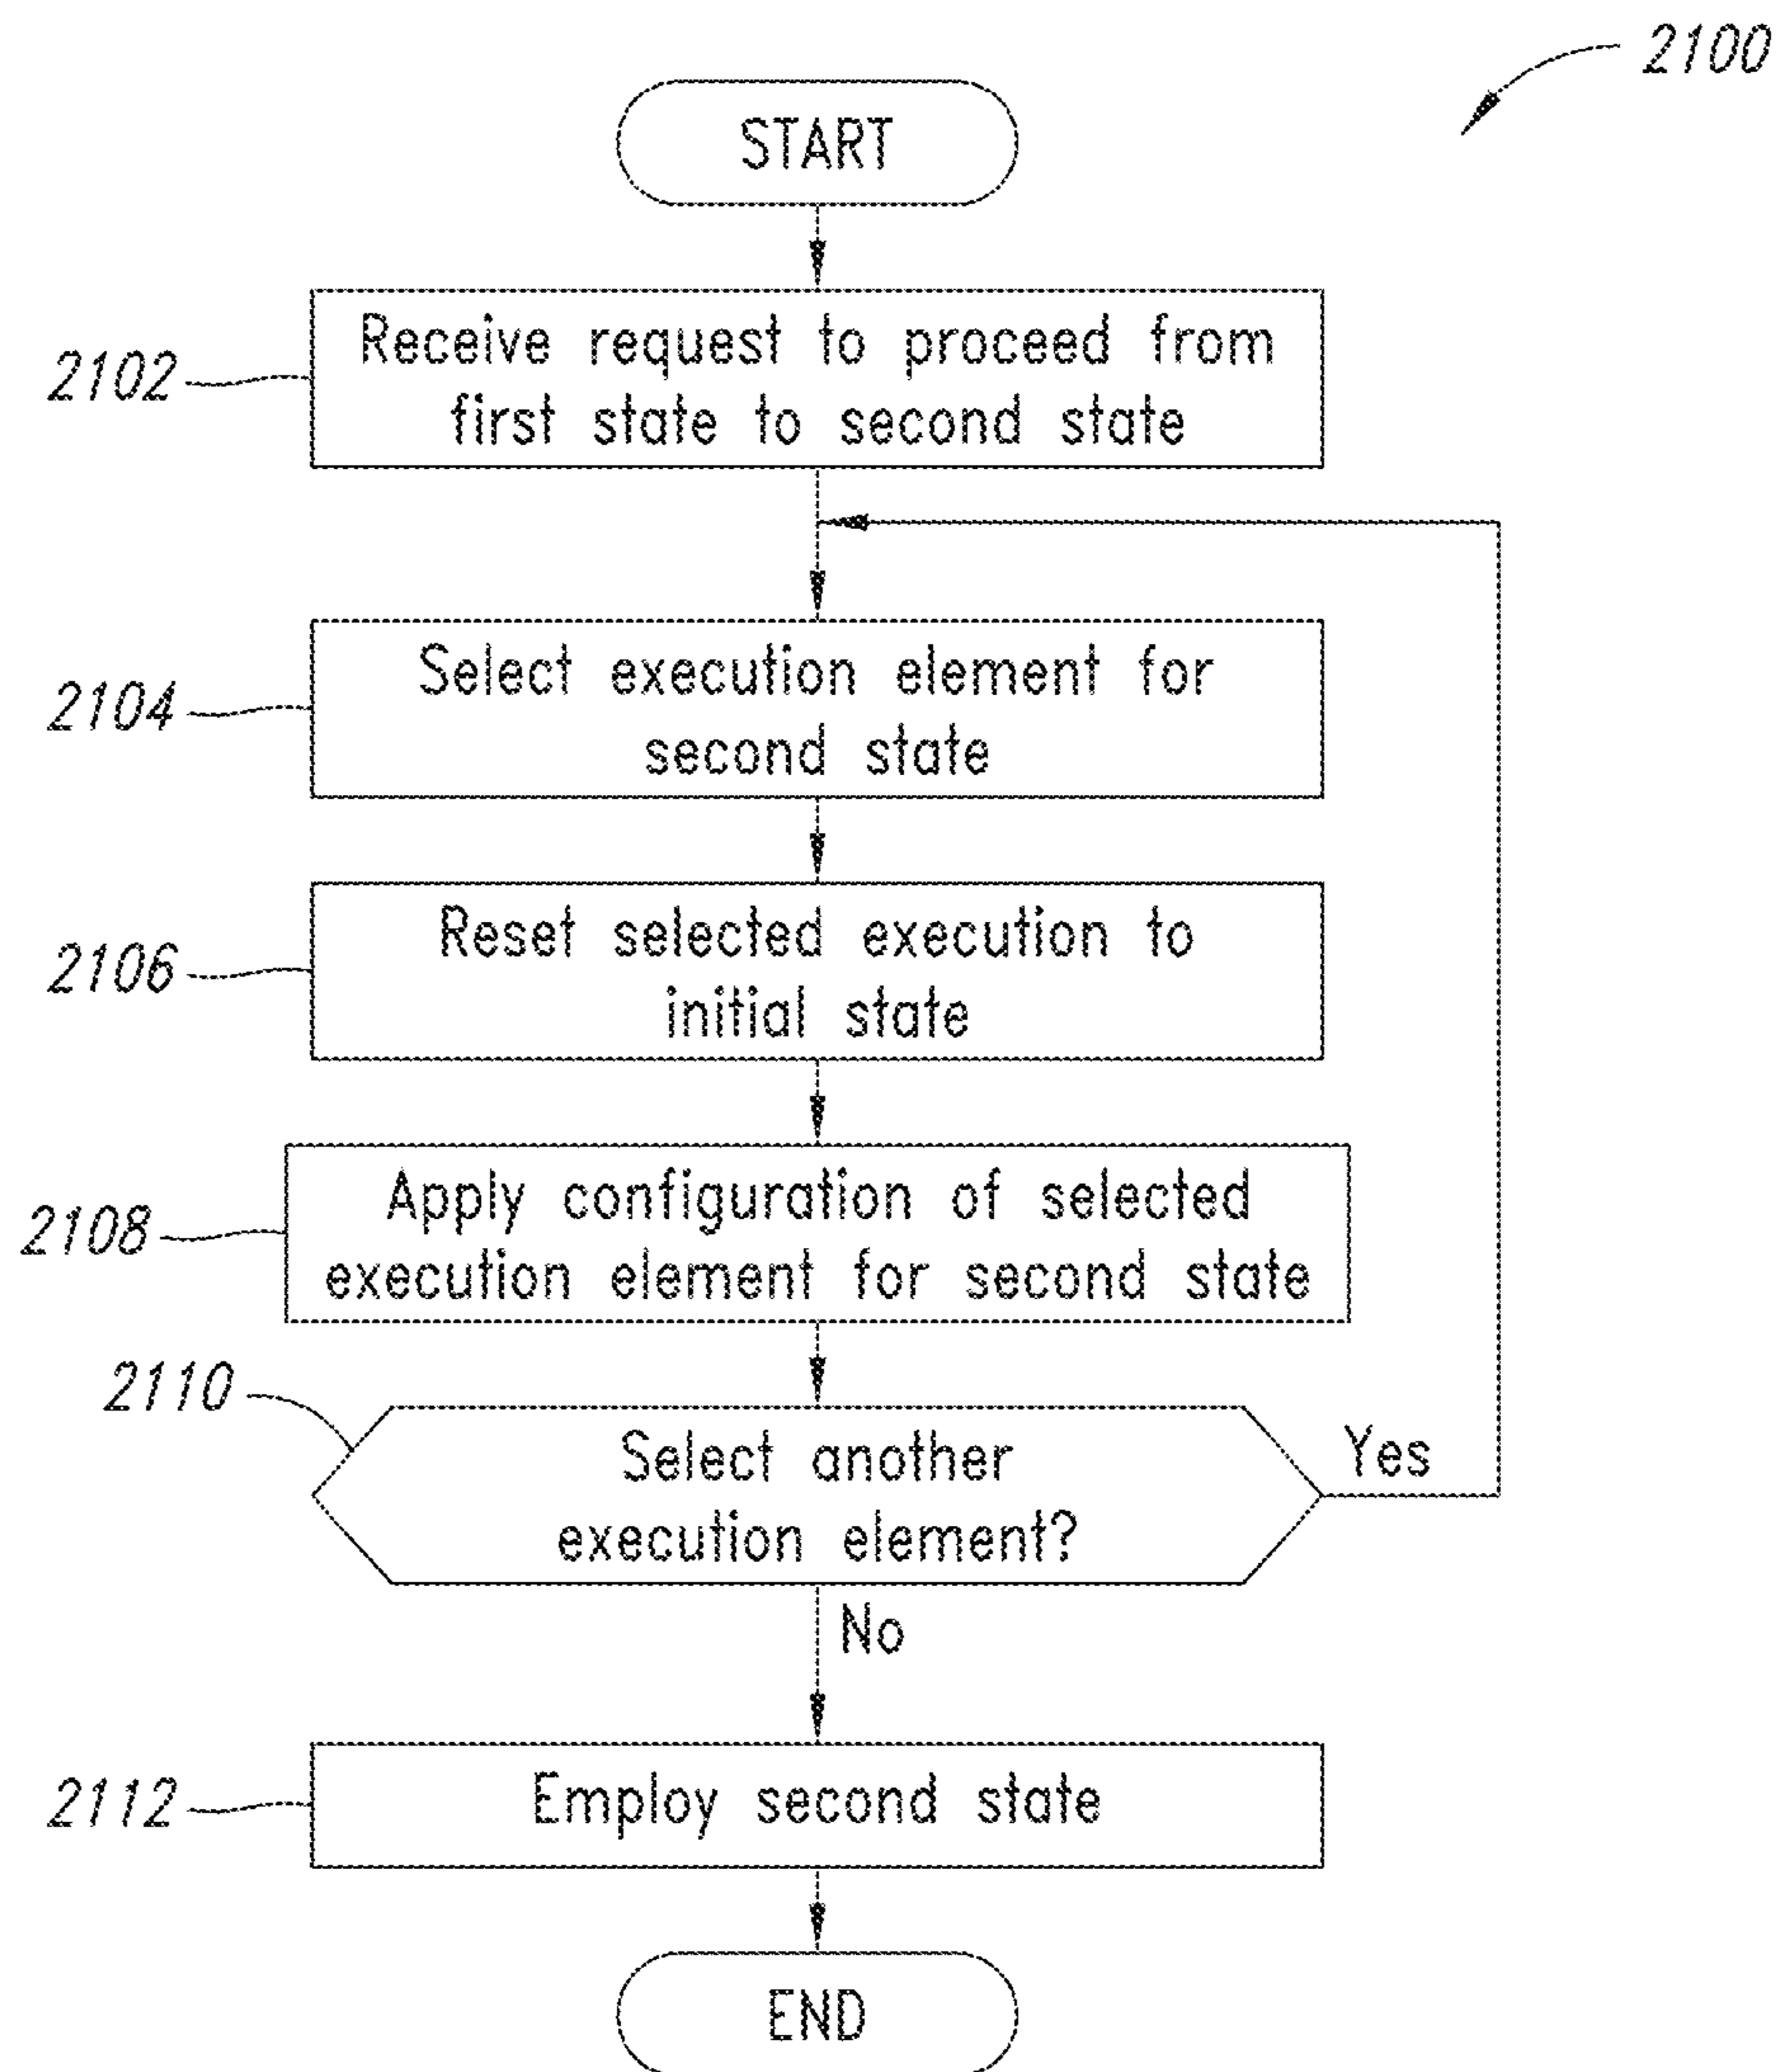 2100
START
2102
Receive request to proceed from
first state to second state
2104
Select execution element for
second state
2106
Reset selected execution to
initial state
2108
Apply configuration of selected
execution element for second state
2110
Select another
execution element?
Yes
No
2112
Employ second state
END